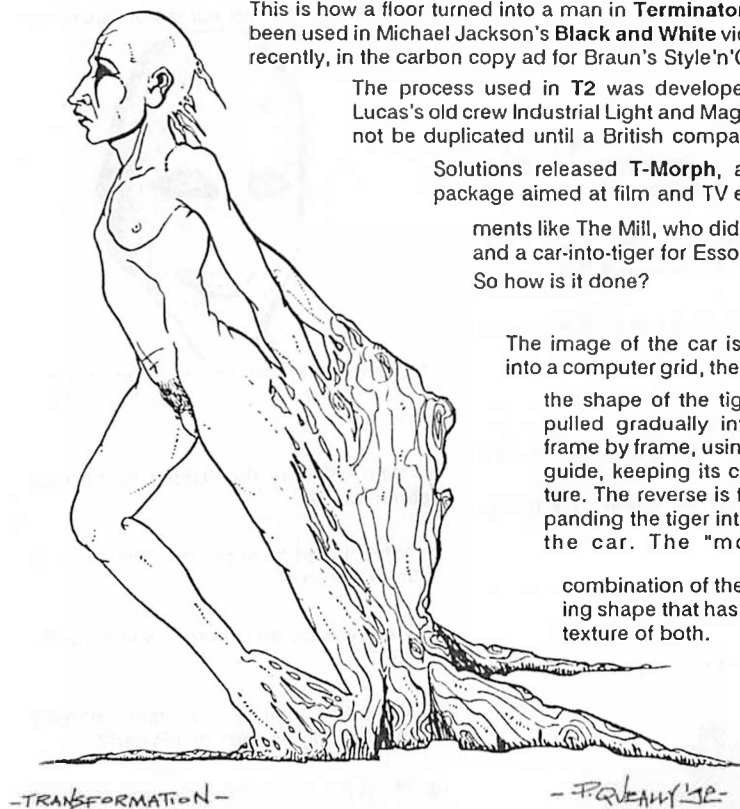 This is how a floor turned into a man in Terminator
been used in Michael Jackson's Black and White vi
recently, in the carbon copy ad for Braun's Style'n'
The process used in T2 was develope
Lucas's old crew Industrial Light and Mag
not be duplicated until a British compa
Solutions released T-Morph, a
package aimed at film and TV e
ments like The Mill, who did
and a car-into-tiger for Esso
So how is it done?
The image of the car is
into a computer grid, the
the shape of the tig
pulled gradually in
frame by frame, usin
guide, keeping its c
ture. The reverse is f
panding the tiger int
the car. The "mo
combination of the
ing shape that has
texture of both.
-TRANSFORMATION-